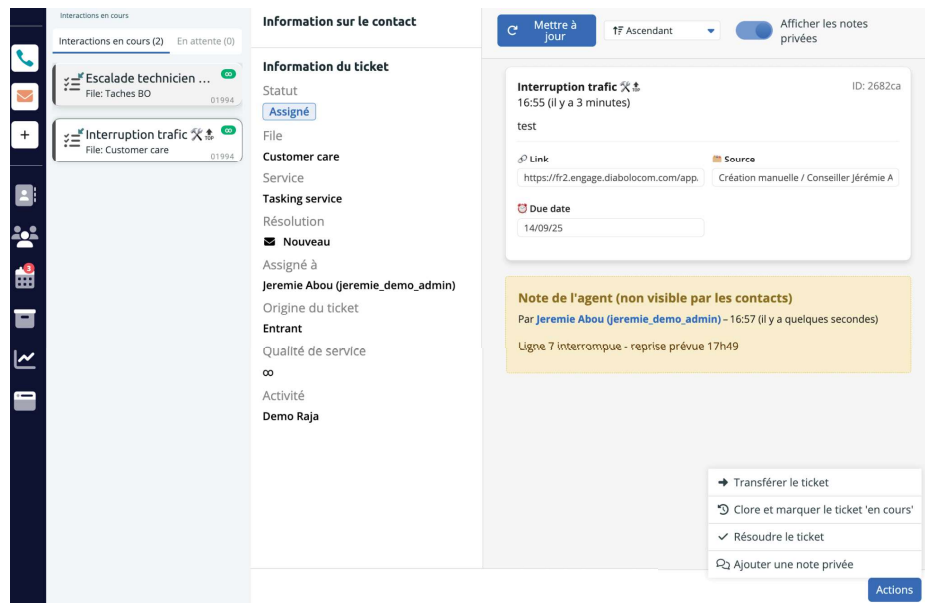 Interactions en cours
Interactions en cours (2) En attente (0)
Escalade technicien ...
File: Taches BO
01994
Interruption trafic
TOP
File: Customer care
01994
3
Information sur le contact
Information du ticket
Statut
Assigné
File
Customer care
Service
Tasking service
Résolution
Nouveau
Assigné à
Jeremie Abou (jeremie_demo_admin)
Origine du ticket
Entrant
Qualité de service
∞
Activité
Demo Raja
Mettre à
jour
Ascendant
Afficher les notes
privées
Interruption trafic
ID: 2682ca
16:55 (il y a 3 minutes)
test
Link
https://fr2.engage.diabolocom.com/app.
Source
Création manuelle / Conseiller Jérémie A
Due date
14/09/25
Note de l'agent (non visible par les contacts)
Par Jeremie Abou (jeremie_demo_admin) – 16:57 (il y a quelques secondes)
Ligne 7 interrompue - reprise prévue 17h49
Transférer le ticket
Clore et marquer le ticket 'en cours'
Résoudre le ticket
Ajouter une note privée
Actions